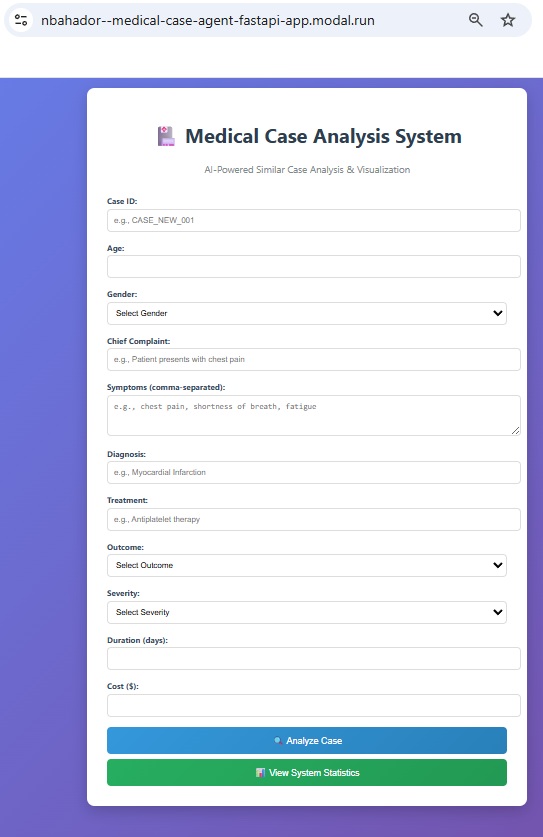 nbahador--medical-case-agent-fastapi-app.modal.run
Medical Case Analysis System
AI-Powered Similar Case Analysis & Visualization
Case ID:
e.g., CASE_NEW_001
Age:
Gender:
Select Gender
Chief Complaint:
e.g., Patient presents with chest pain
Symptoms (comma-separated):
e.g., chest pain, shortness of breath, fatigue
Diagnosis:
e.g., Myocardial Infarction
Treatment:
e.g., Antiplatelet therapy
Outcome:
Select Outcome
Severity:
Select Severity
Duration (days):
Cost ($):
Analyze Case
View System Statistics